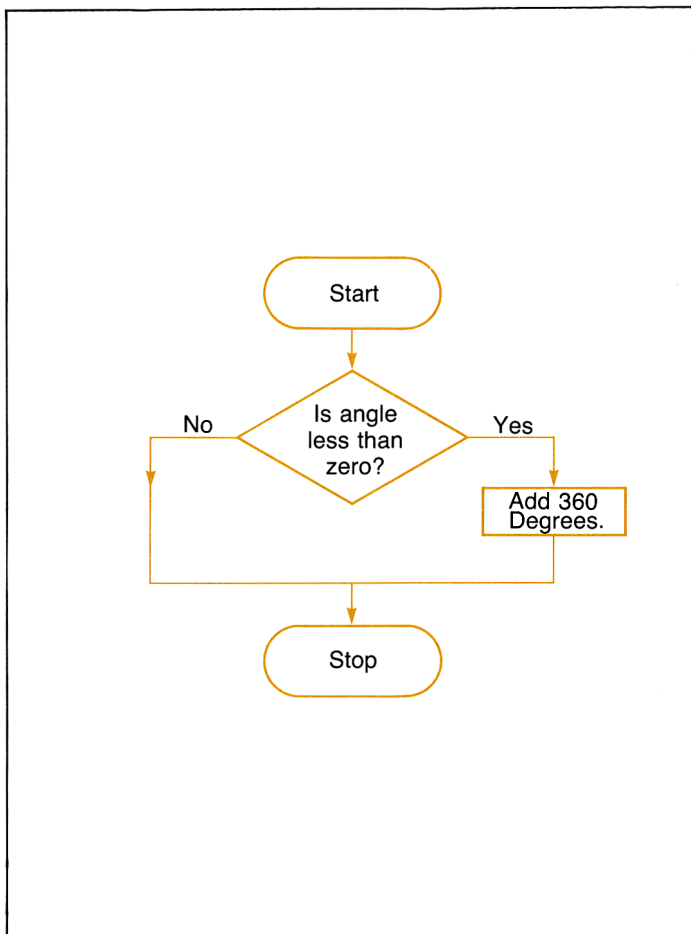 Start
Is angle
less than
zero?
No
Yes
Add 360
Degrees.
Stop